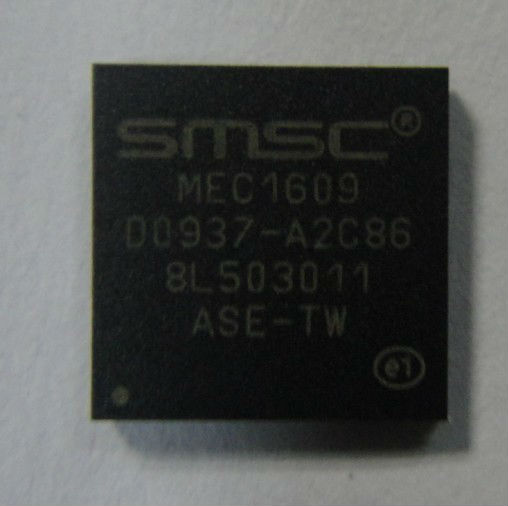 SMSC®
MEC1609
D0937-A2C86
8L503011
ASE-TW
e1